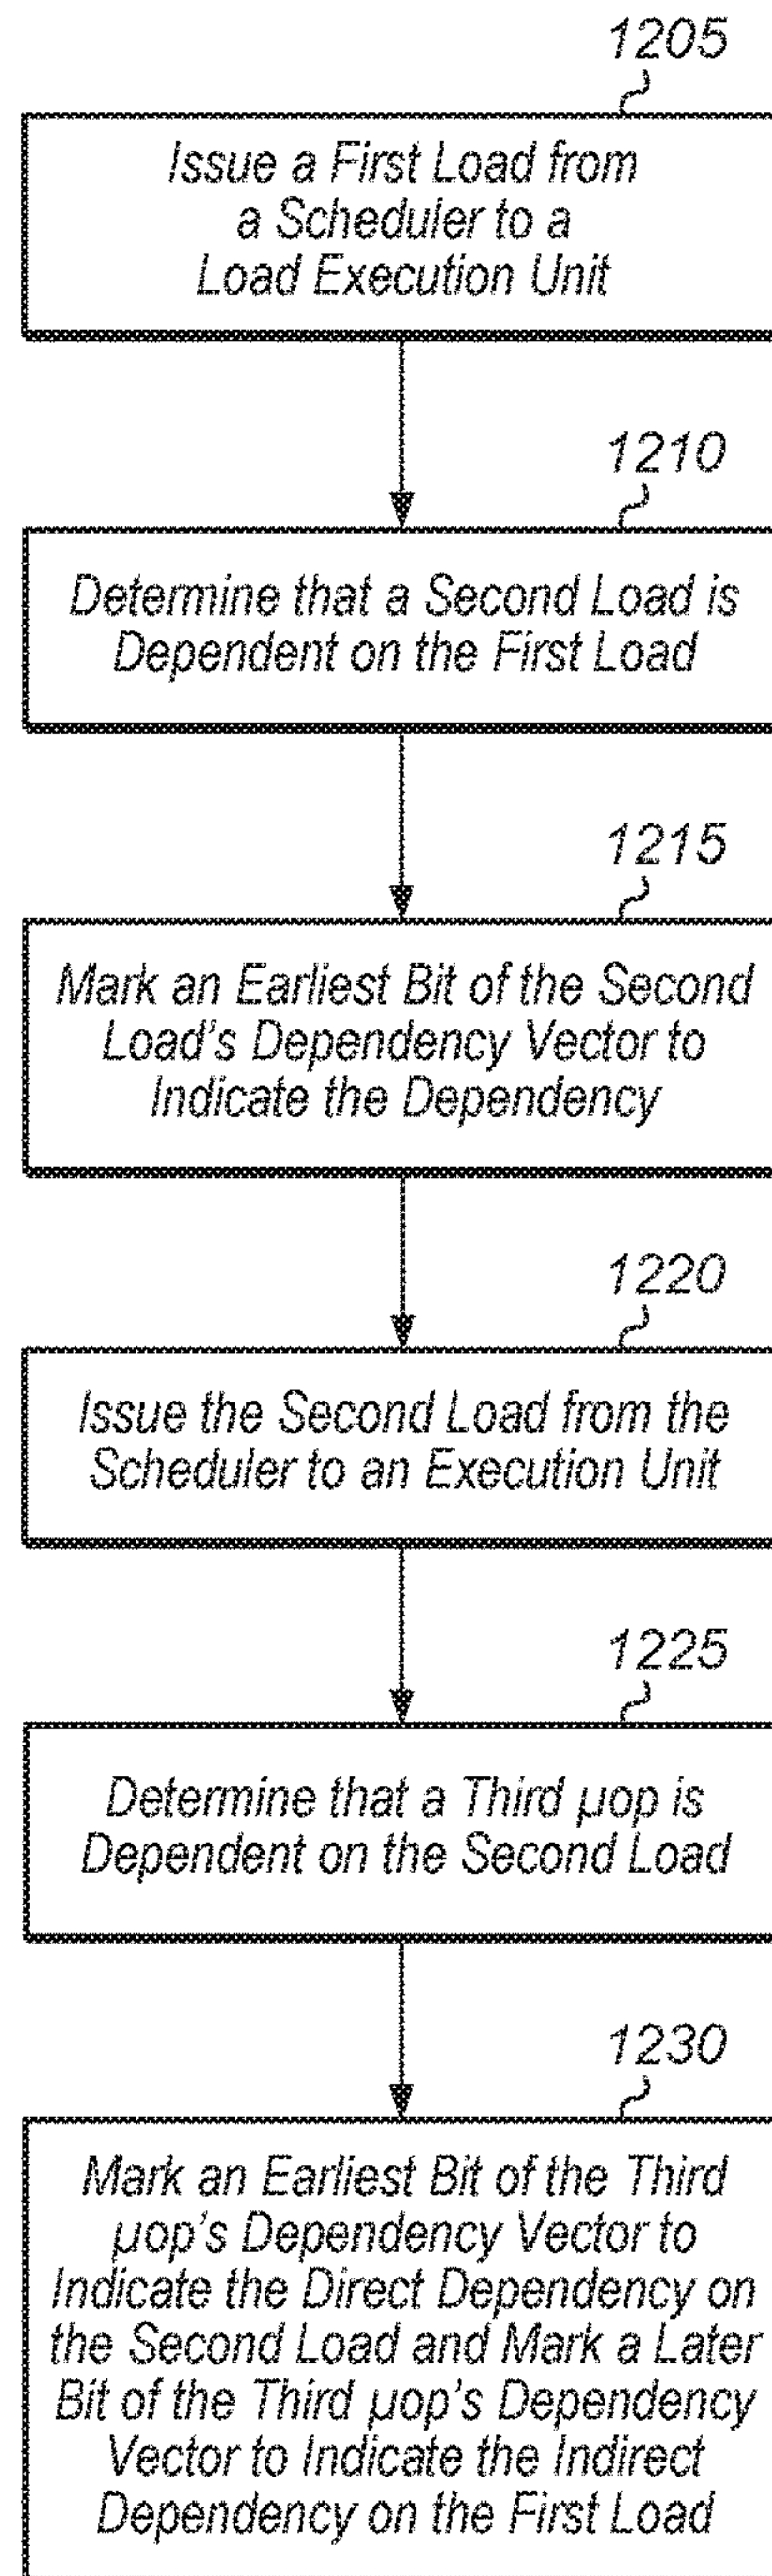 1205
Issue a First Load from
a Scheduler to a
Load Execution Unit
1210
Determine that a Second Load is
Dependent on the First Load
1215
Mark an Earliest Bit of the Second
Load's Dependency Vector to
Indicate the Dependency
1220
Issue the Second Load from the
Scheduler to an Execution Unit
1225
Determine that a Third µop is
Dependent on the Second Load
1230
Mark an Earliest Bit of the Third
µop's Dependency Vector to
Indicate the Direct Dependency on
the Second Load and Mark a Later
Bit of the Third µop's Dependency
Vector to Indicate the Indirect
Dependency on the First Load